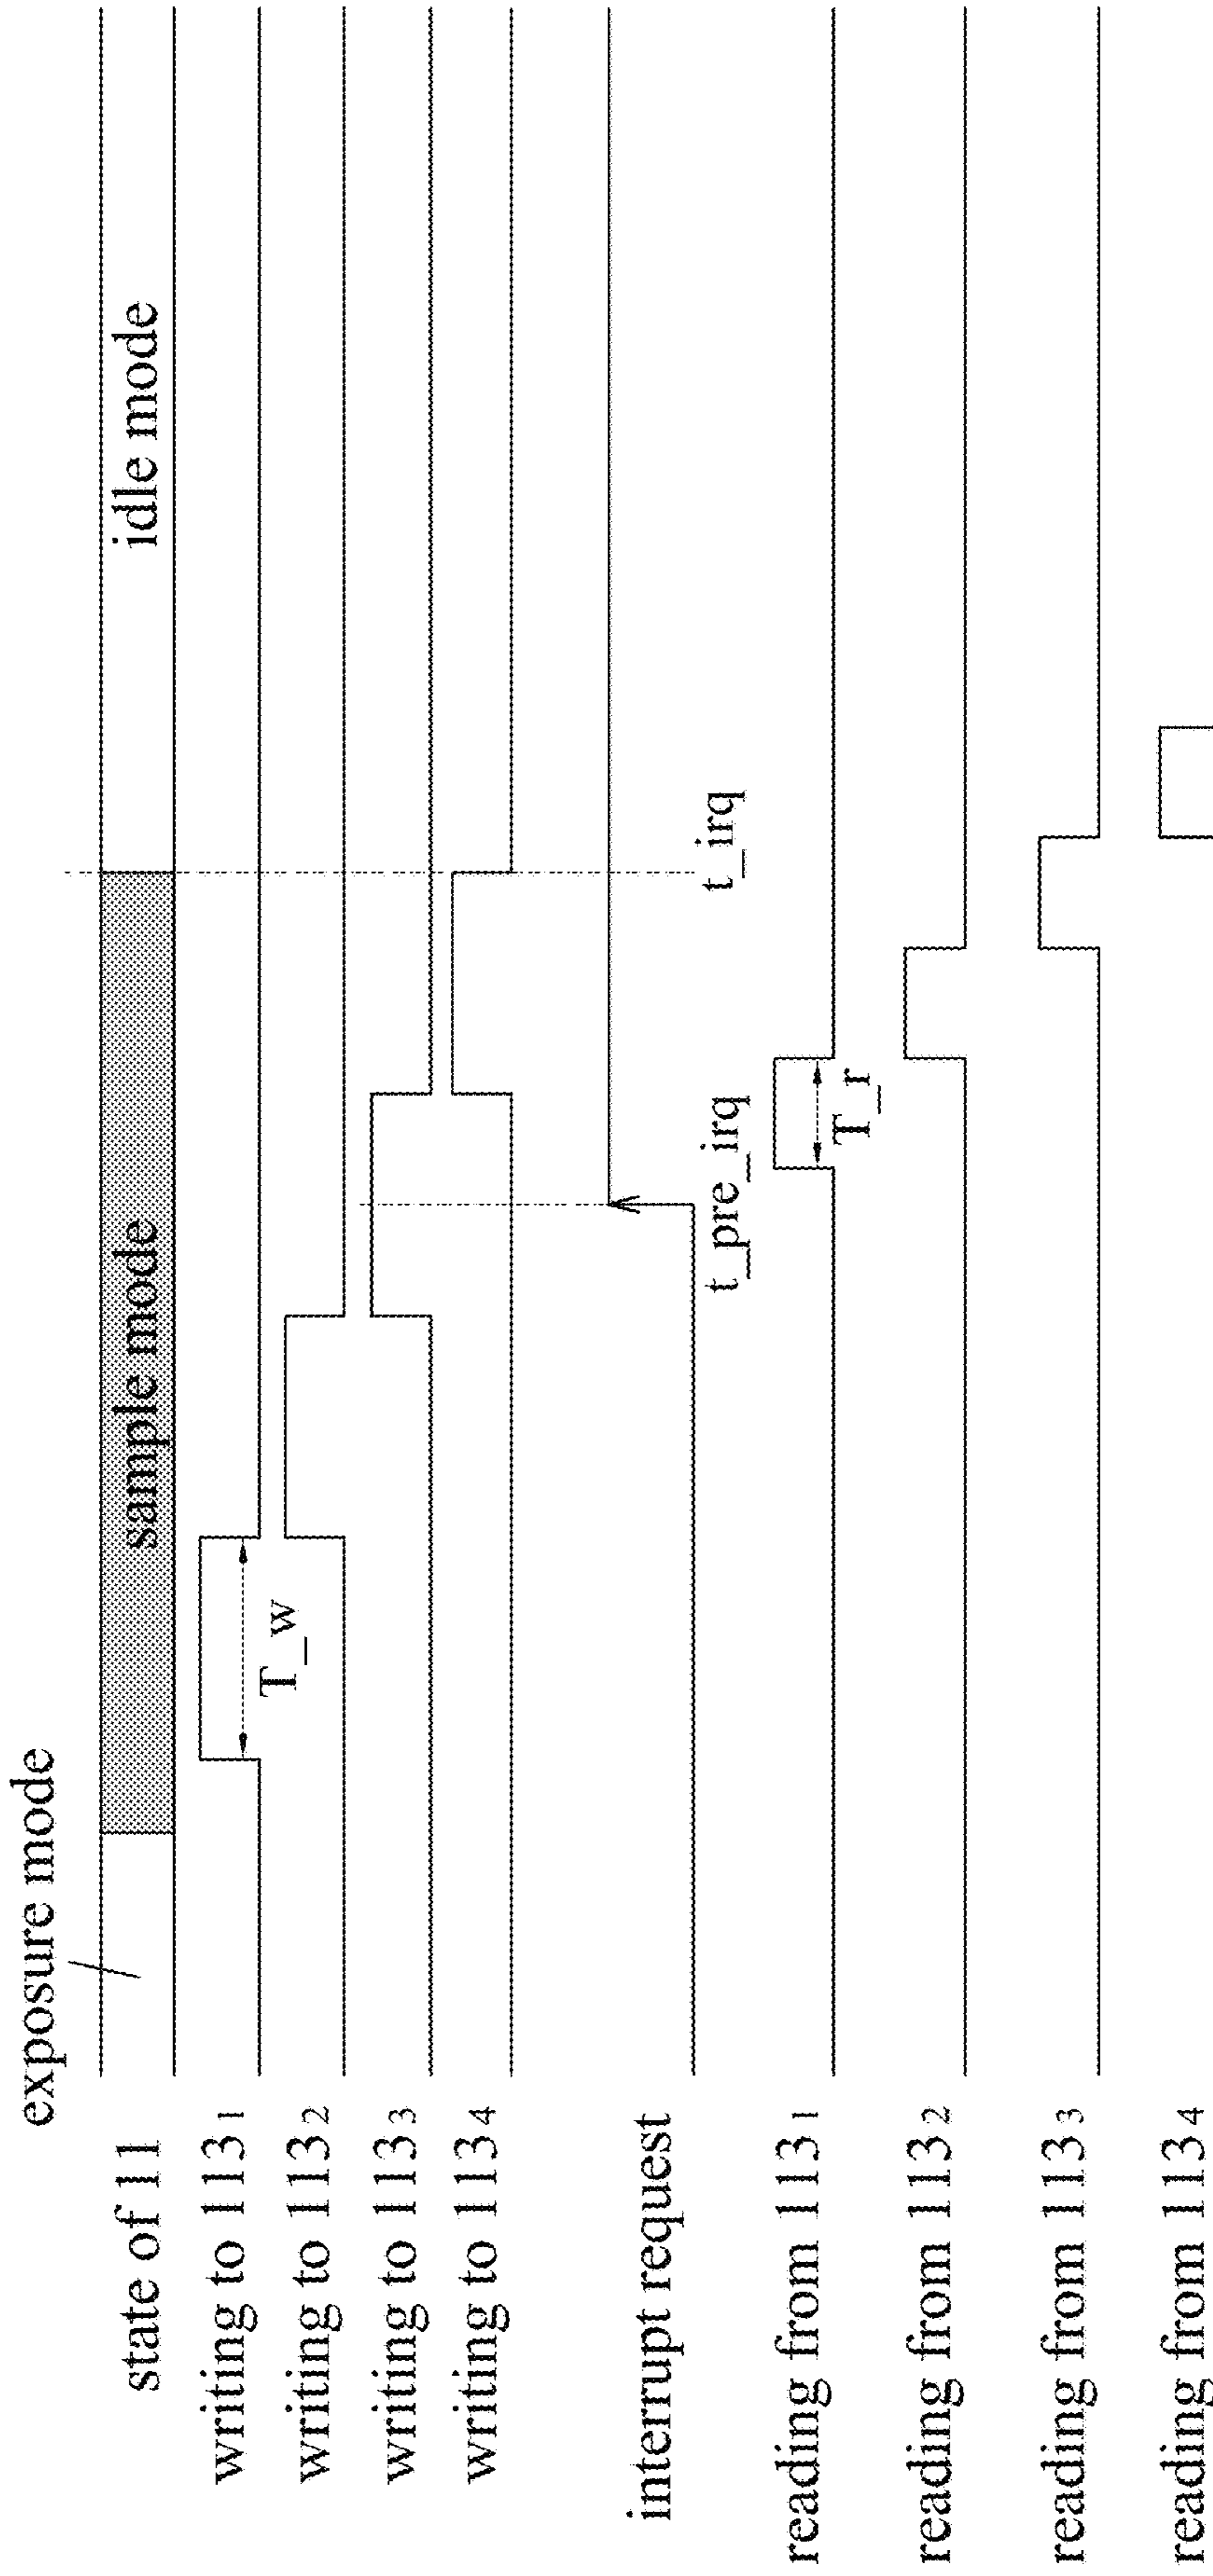 exposure mode
state of 11
sample mode
idle mode
writing to 113₁
T_w
writing to 113₂
writing to 113₃
writing to 113₄
interrupt request
t_pre_irq
t_irq
reading from 113₁
T_r
reading from 113₂
reading from 113₃
reading from 113₄